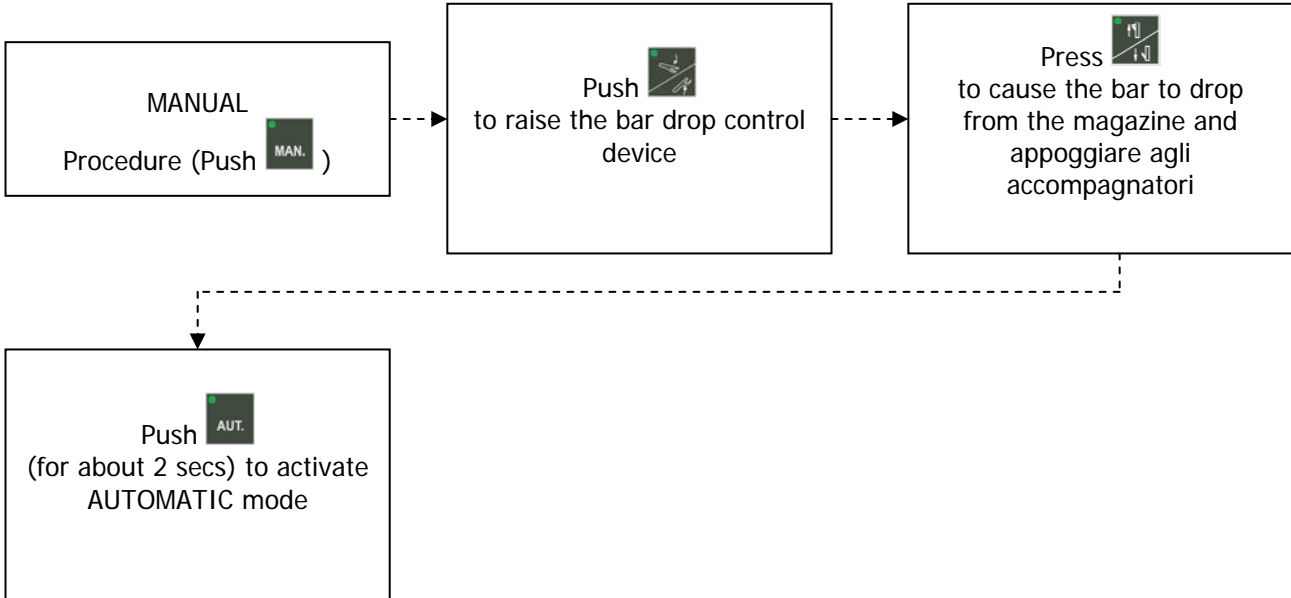 MANUAL
Procedure (Push MAN. )
Push
to raise the bar drop control
device
Press
to cause the bar to drop
from the magazine and
appoggiare agli
accompagnatori
Push AUT.
(for about 2 secs) to activate
AUTOMATIC mode